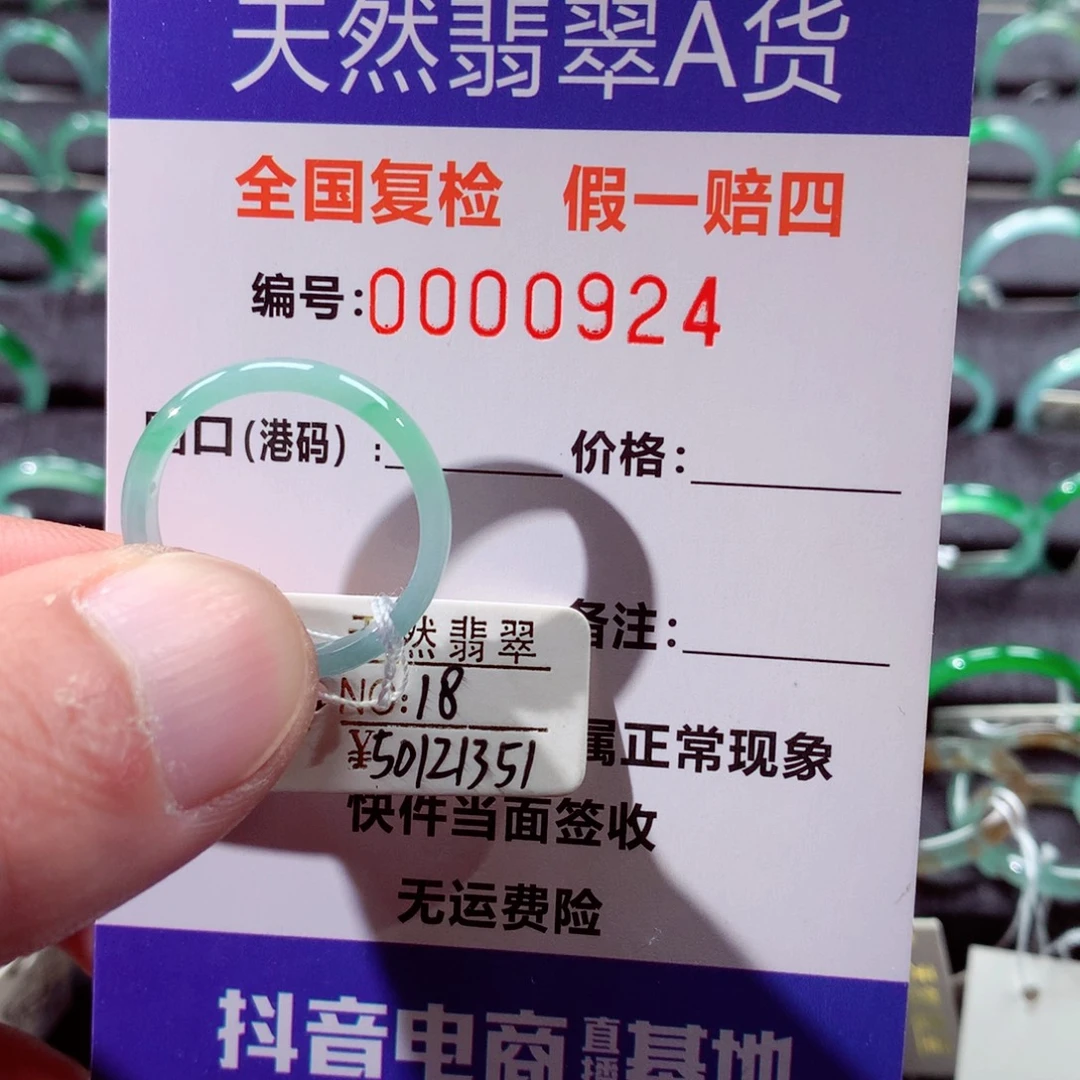 天然翡翠A货
全国复检 假一赔四
编号:0000924
口(港码): 价格:
备注:
然翡翠
NO:18
¥50121351
属正常现象
快件当面签收
无运费险
抖音电商直播基地